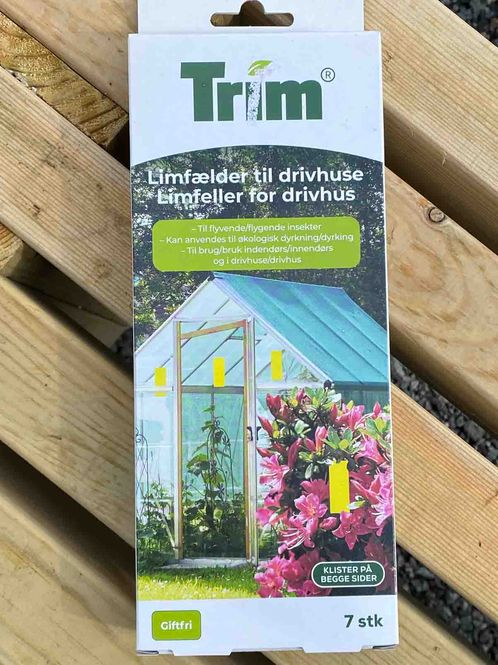 Trim®
Limfælder til drivhuse
Limfeller for drivhus
– Til flyvende/flygende insekter
– Kan anvendes til økologisk dyrkning/dyrking
– Til brug/bruk indendørs/innendørs
og i drivhuse/drivhus
KLISTER PÅ
BEGGE SIDER
Giftfri
7 stk